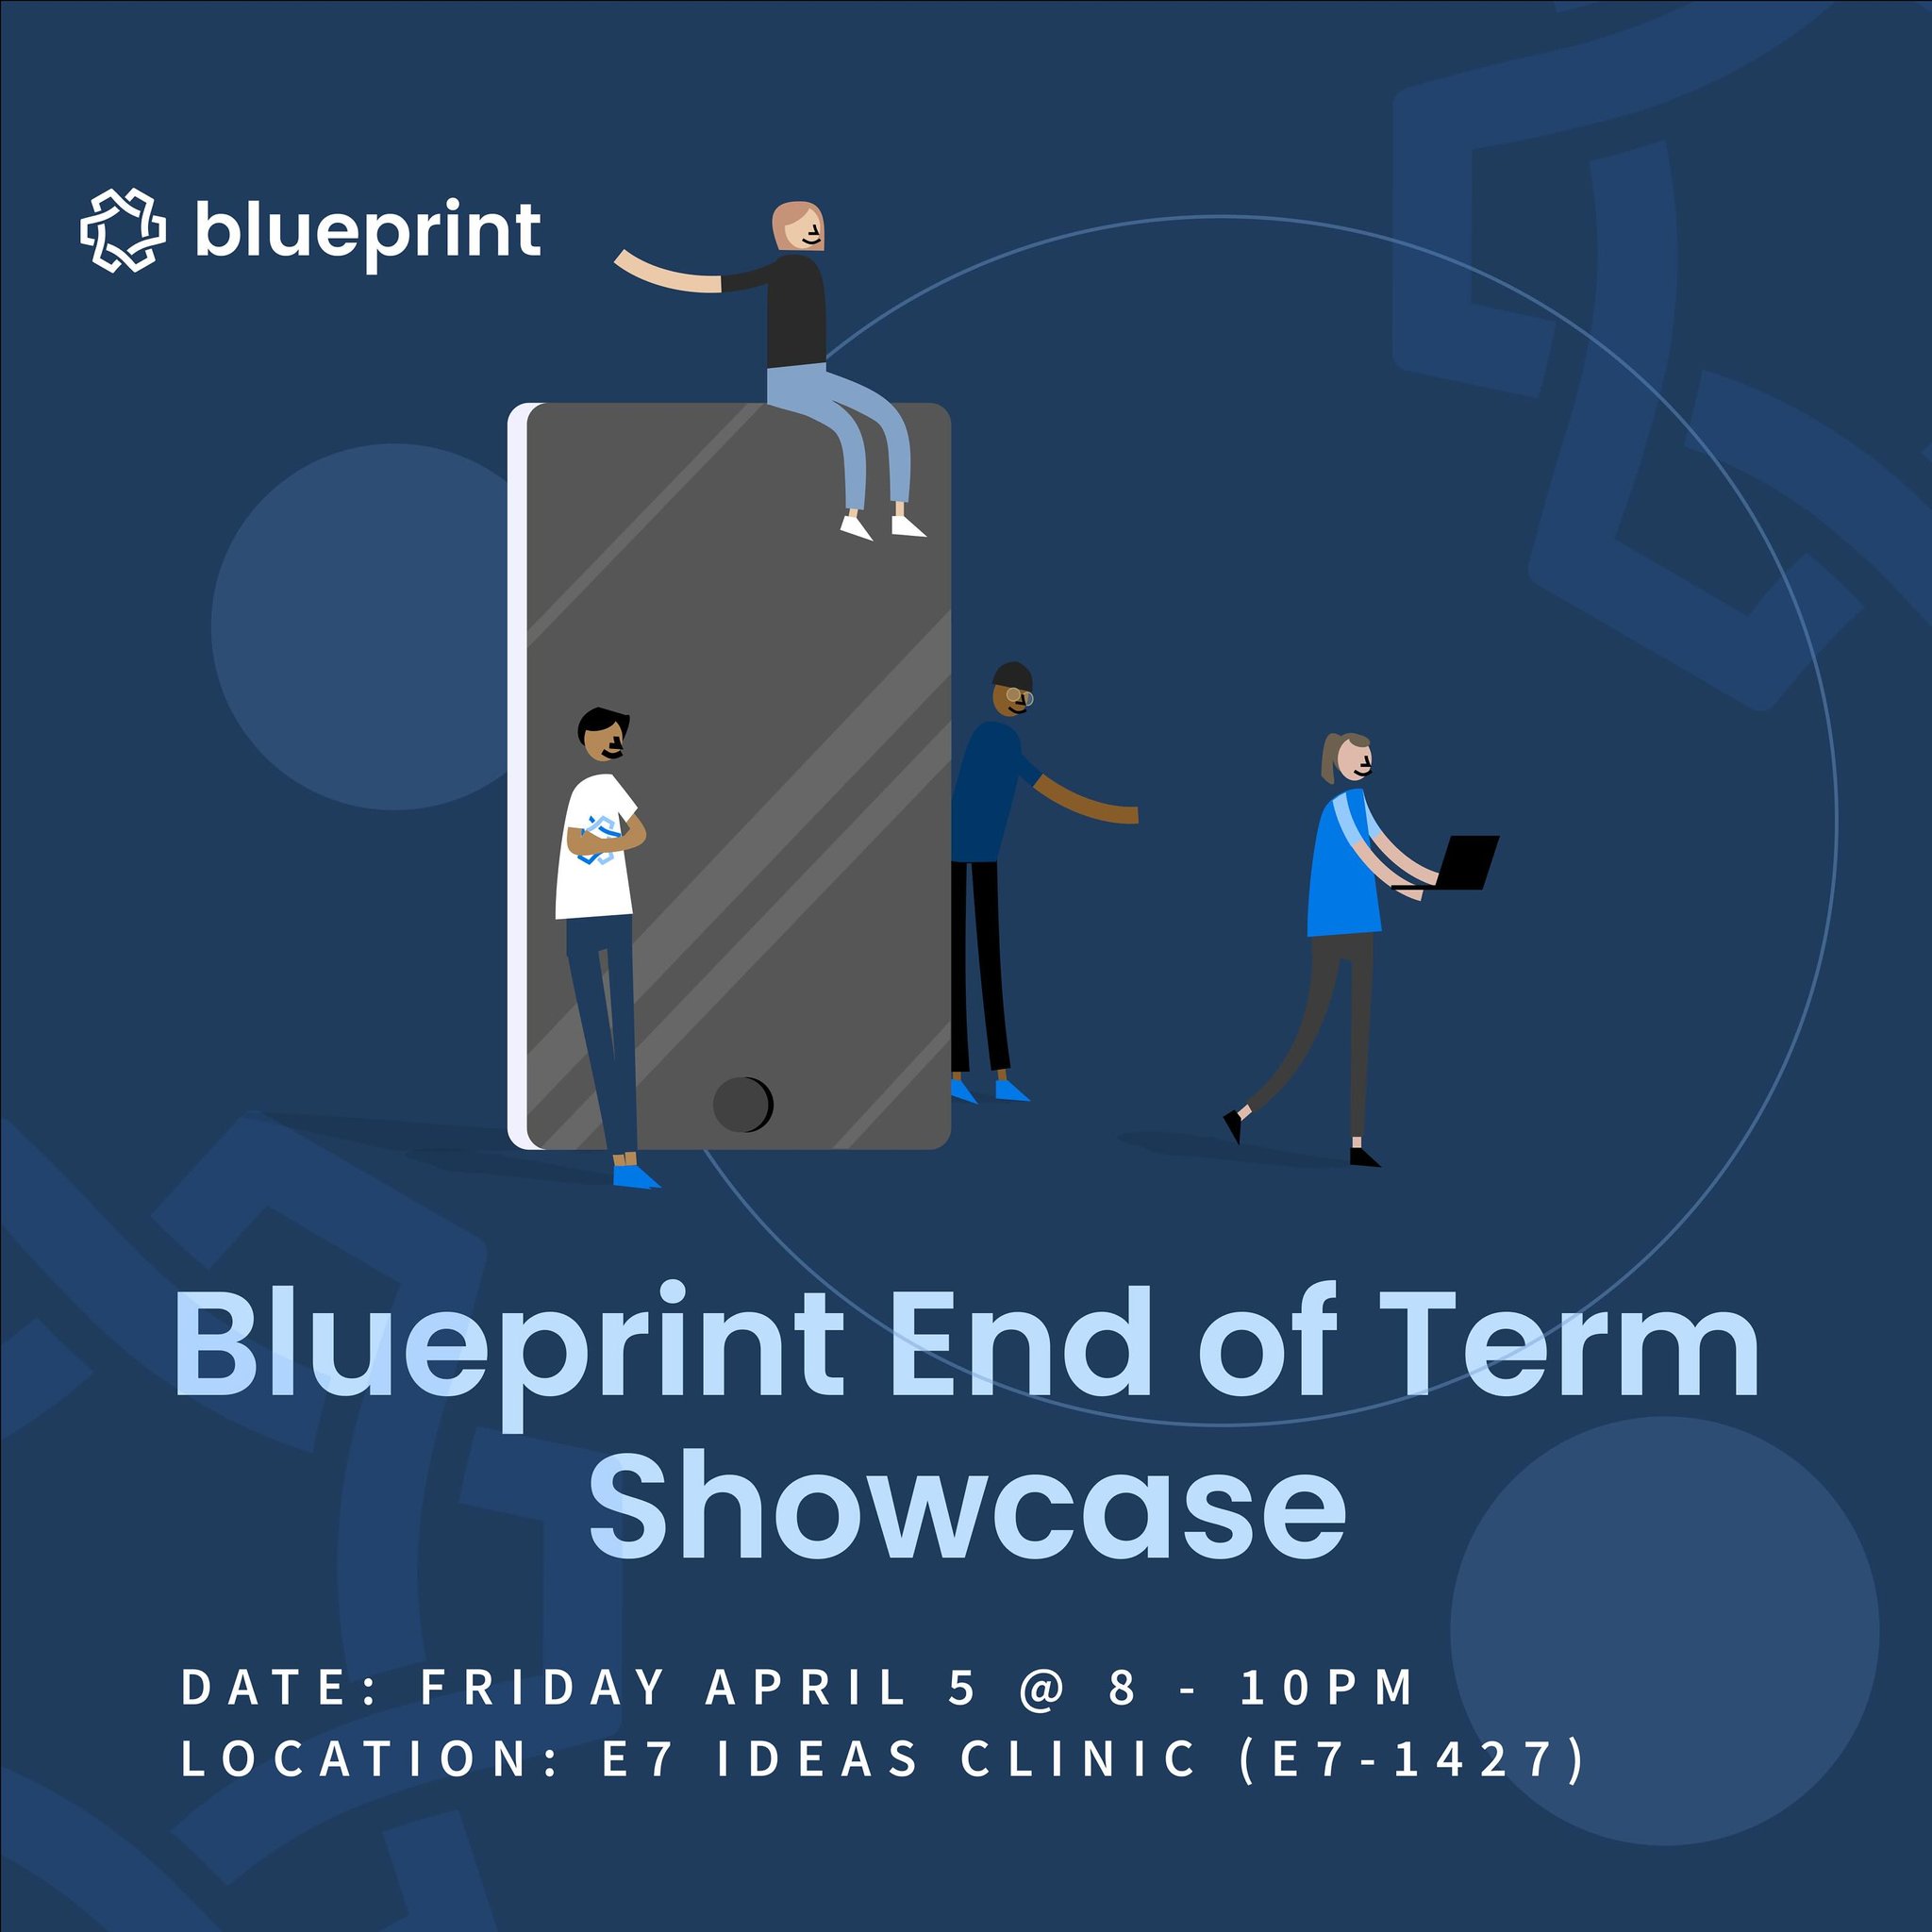 blueprint
Blueprint End of Term
Showcase
DATE: FRIDAY APRIL 5 @ 8 - 10PM
LOCATION: E7 IDEAS CLINIC (E7-1427)